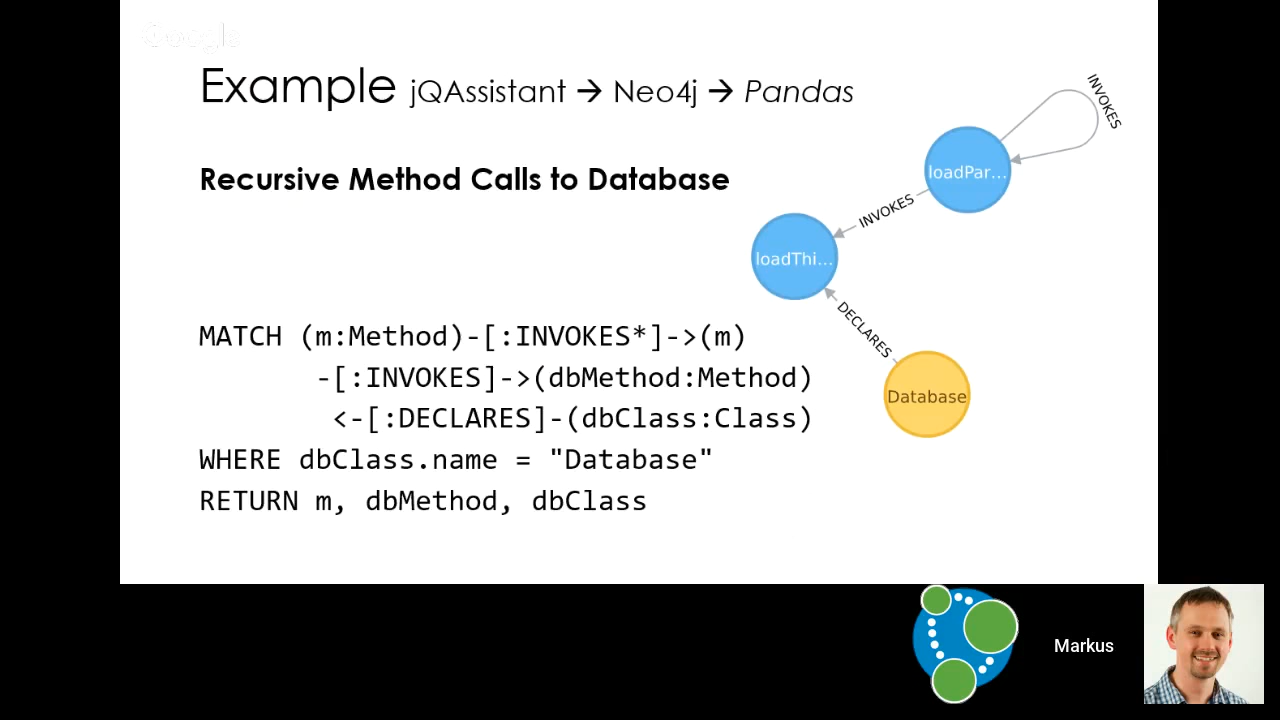 Google
Example jQAssistant → Neo4j → Pandas
INVOKES
loadPar...
Recursive Method Calls to Database
INVOKES
loadThi...
DECLARES
MATCH (m:Method)-[:INVOKES*]->(m)
-[:INVOKES]->(dbMethod:Method)
Database
<-[:DECLARES]-(dbClass:Class)
WHERE dbClass.name = "Database"
RETURN m, dbMethod, dbClass
Markus